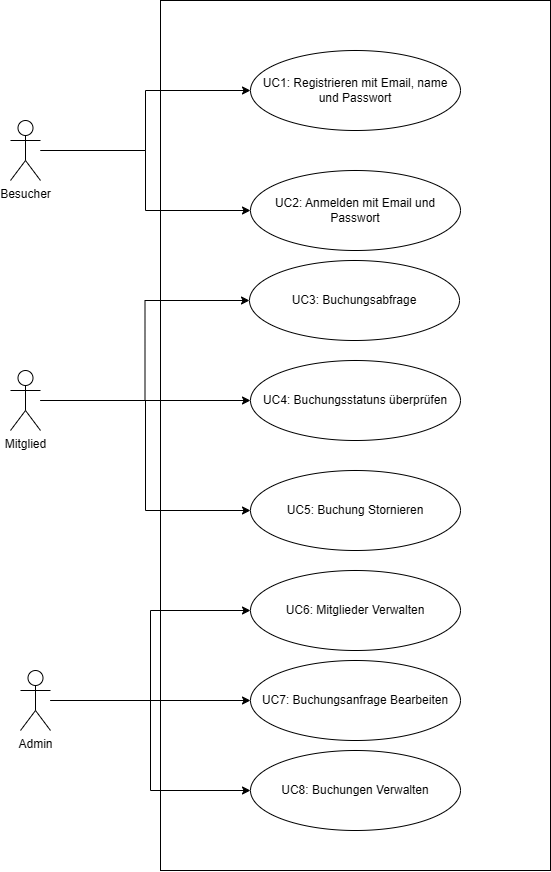 UC1: Registrieren mit Email, name
und Passwort
Besucher
UC2: Anmelden mit Email und
Passwort
UC3: Buchungsabfrage
UC4: Buchungsstatuns überprüfen
Mitglied
UC5: Buchung Stornieren
UC6: Mitglieder Verwalten
UC7: Buchungsanfrage Bearbeiten
Admin
UC8: Buchungen Verwalten